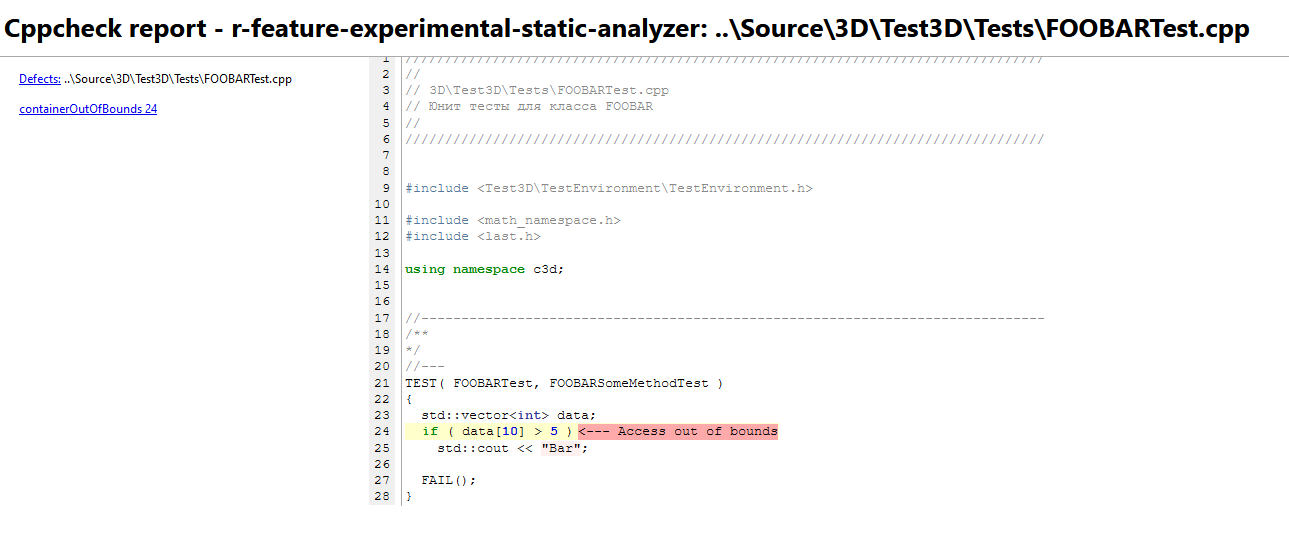 Cppcheck report - r-feature-experimental-static-analyzer: ..\Source\3D\Test3D\Tests\FOOBARTest.cpp
Defects: ..\Source\3D\Test3D\Tests\FOOBARTest.cpp
containerOutOfBounds 24
1 ////////////////////////////////////////////////////////////////////////////////
2 //
3 // 3D\Test3D\Tests\FOOBARTest.cpp
4 // Юнит тесты для класса FOOBAR
5 //
6 ////////////////////////////////////////////////////////////////////////////////
7
8
9 #include <Test3D\TestEnvironment\TestEnvironment.h>
10
11 #include <math_namespace.h>
12 #include <last.h>
13
14 using namespace c3d;
15
16
17 //------------------------------------------------------------------------------
18 /**
19 */
20 //---
21 TEST( FOOBARTest, FOOBARSomeMethodTest )
22 {
23   std::vector<int> data;
24   if ( data[10] > 5 ) <--- Access out of bounds
25     std::cout << "Bar";
26
27   FAIL();
28 }